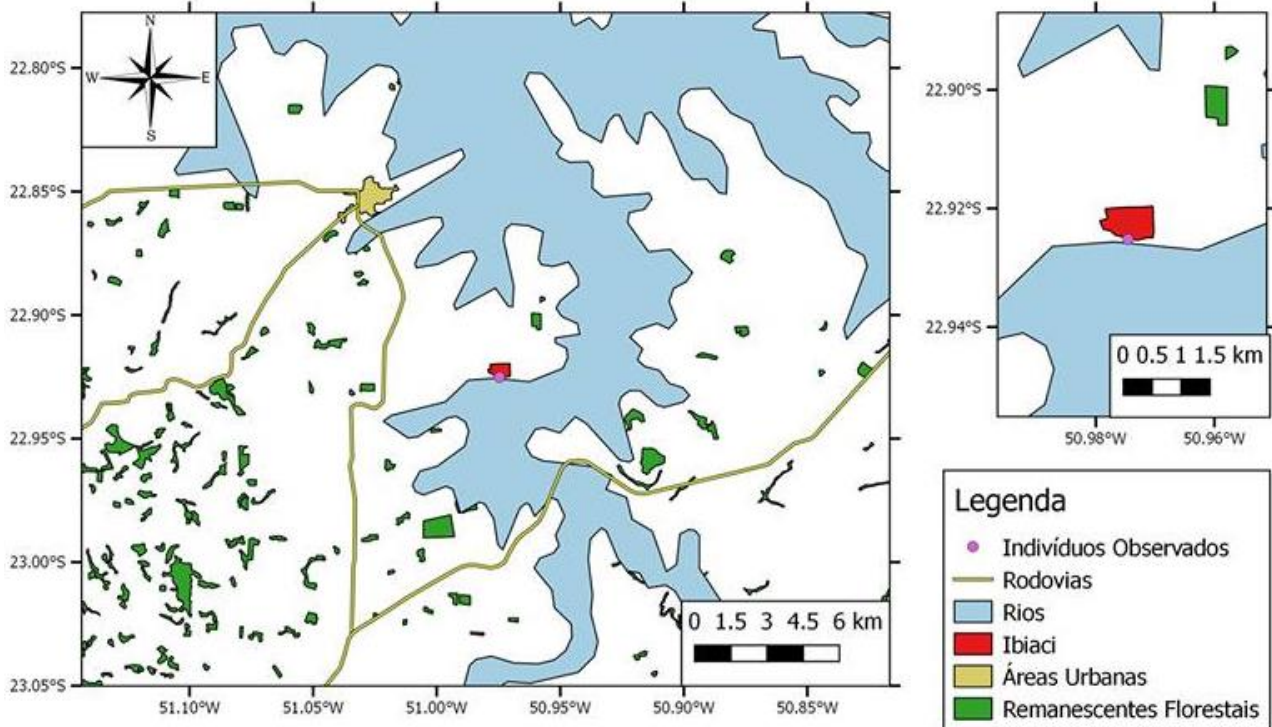 N
W E
S
22.80°S
22.85°S
22.90°S
22.95°S
23.00°S
23.05°S
51.10°W 51.05°W 51.00°W 50.95°W 50.90°W 50.85°W
0 1.5 3 4.5 6 km
22.90°S
22.92°S
22.94°S
50.98°W 50.96°W
0 0.5 1 1.5 km
Legenda
Indivíduos Observados
Rodovias
Rios
Ibiaci
Áreas Urbanas
Remanescentes Florestais